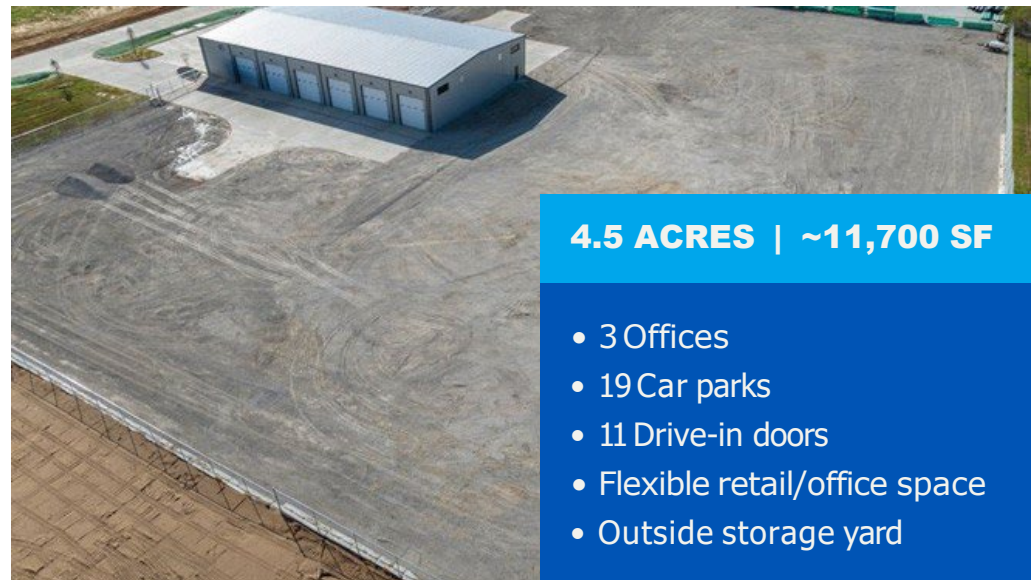 4.5 ACRES | ~11,700 SF
• 3 Offices
• 19 Car parks
• 11 Drive-in doors
• Flexible retail/office space
• Outside storage yard